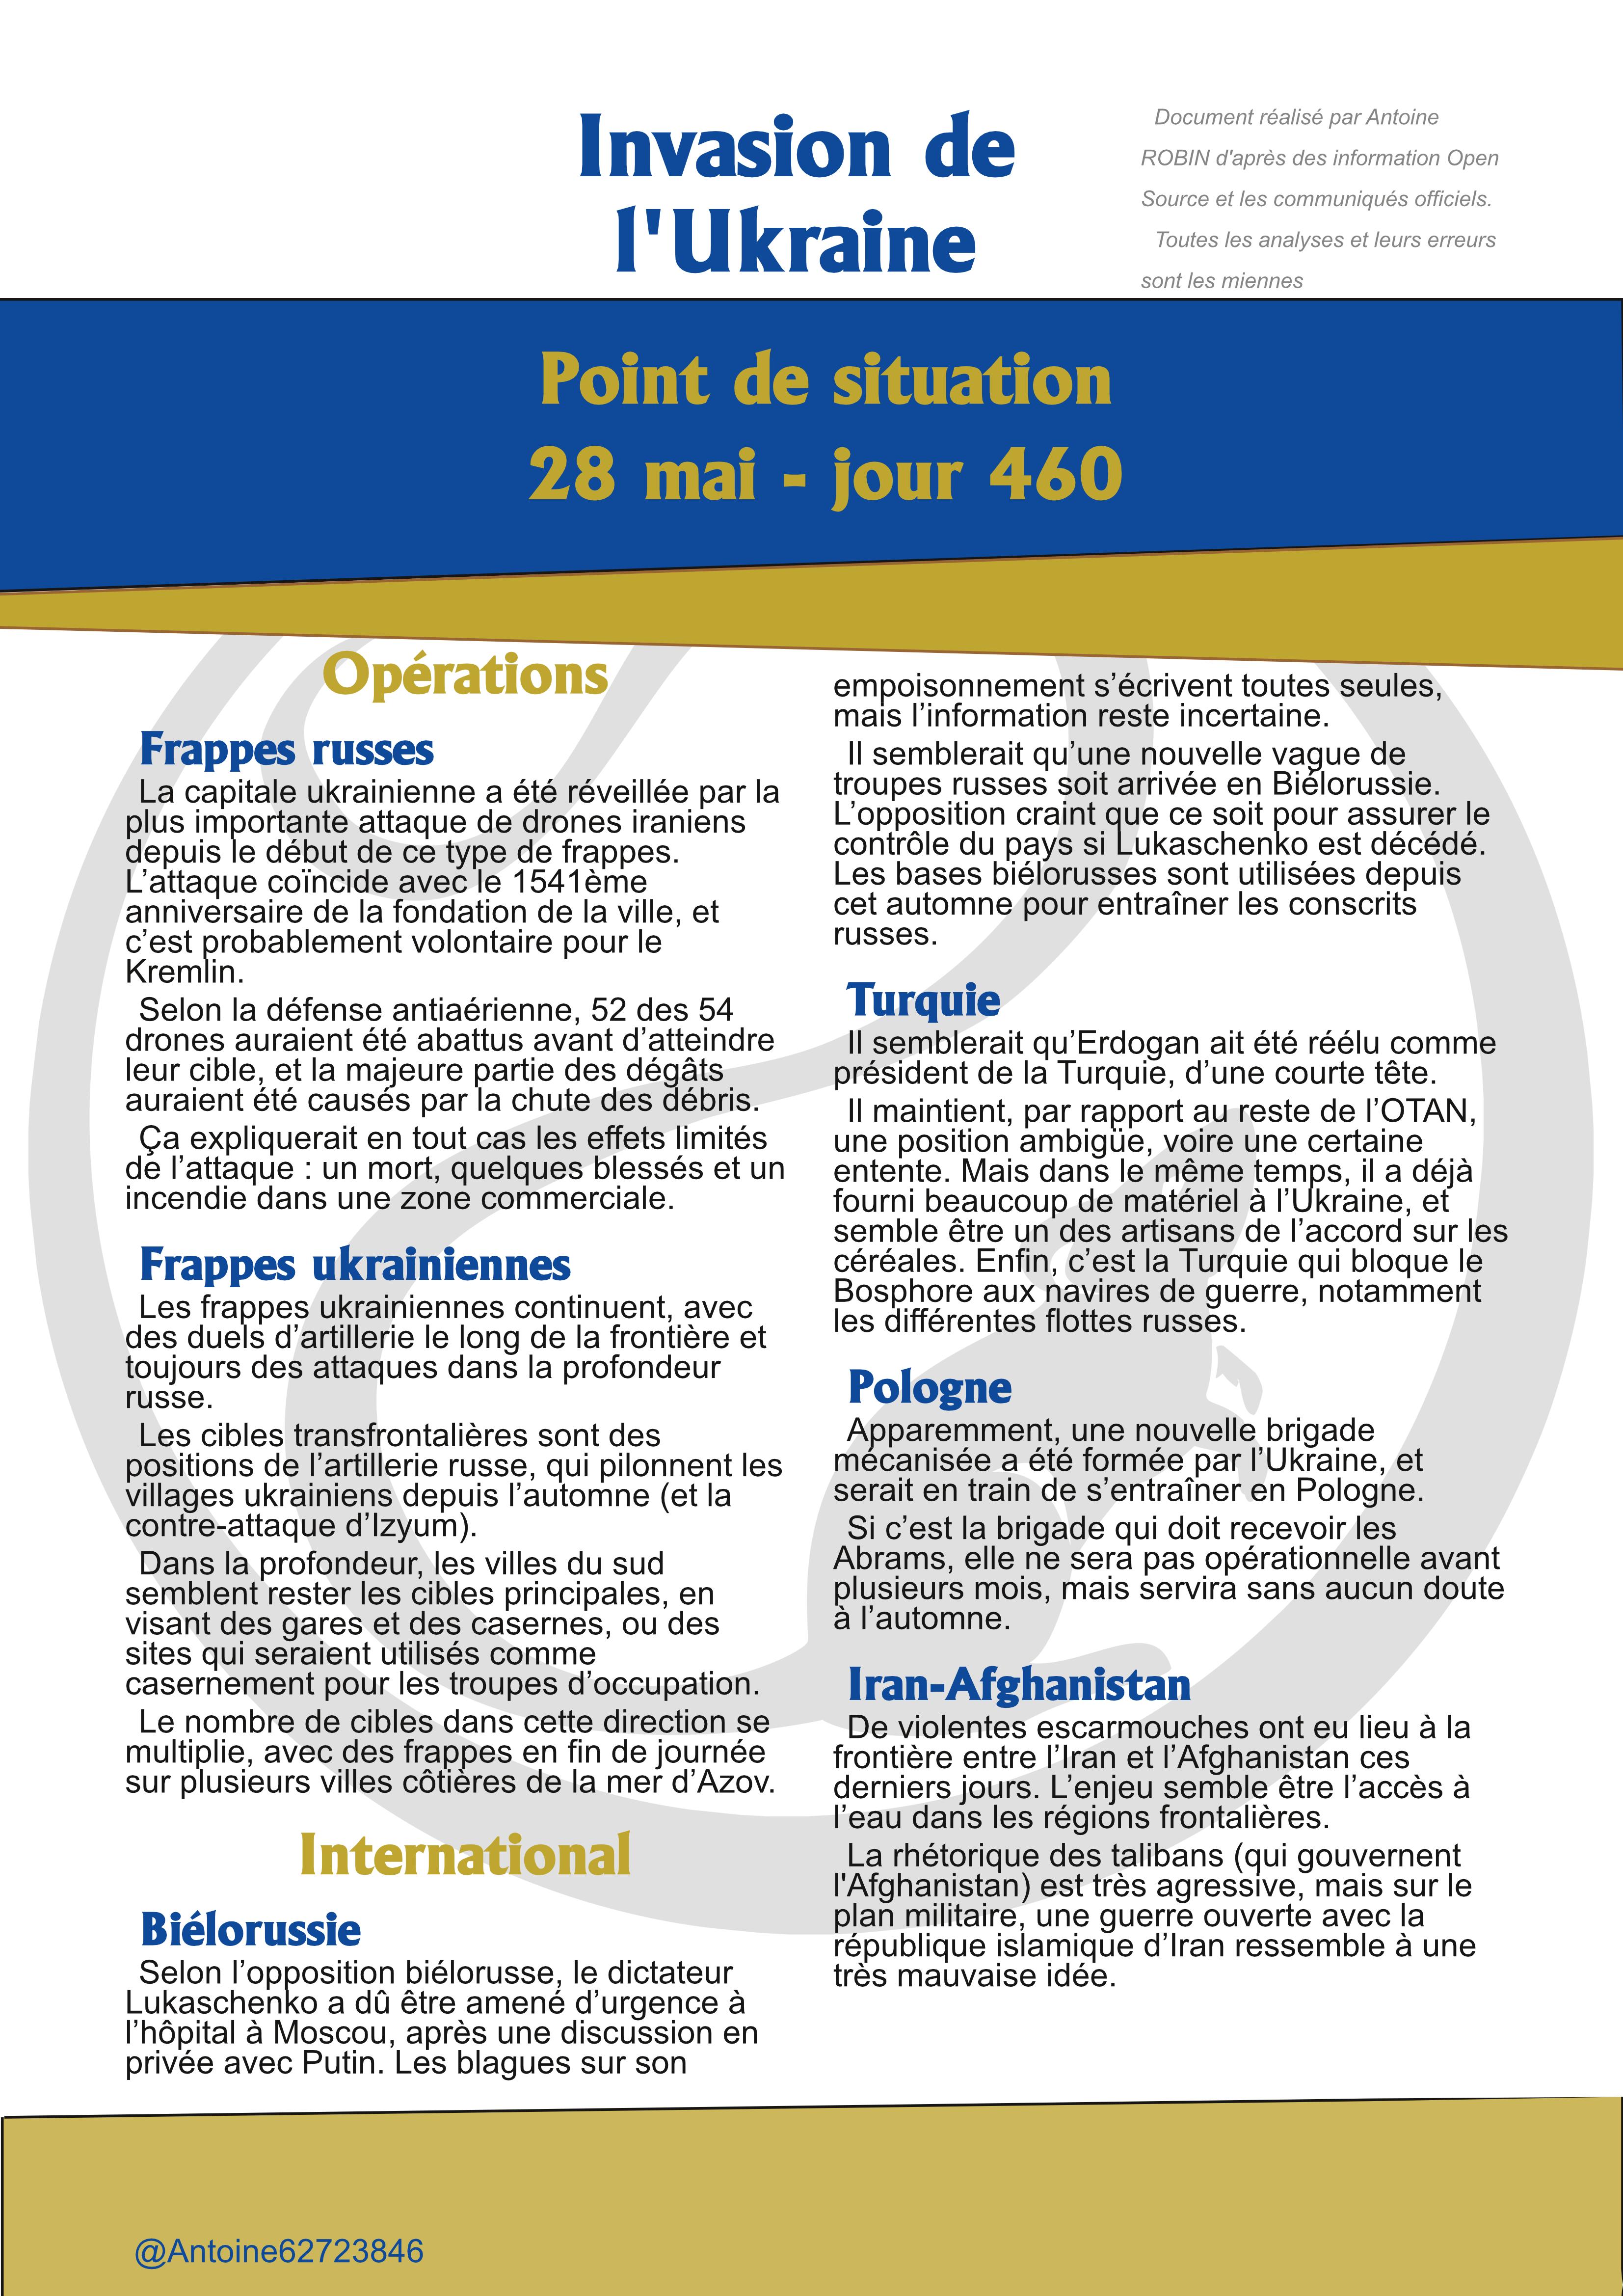 Invasion de
l'Ukraine
Document réalisé par Antoine
ROBIN d'après des information Open
Source et les communiqués officiels.
Toutes les analyses et leurs erreurs
sont les miennes
Point de situation
28 mai - jour 460
Opérations
Frappes russes
La capitale ukrainienne a été réveillée par la
plus importante attaque de drones iraniens
depuis le début de ce type de frappes.
L’attaque coïncide avec le 1541ème
anniversaire de la fondation de la ville, et
c’est probablement volontaire pour le
Kremlin.
Selon la défense antiaérienne, 52 des 54
drones auraient été abattus avant d’atteindre
leur cible, et la majeure partie des dégâts
auraient été causés par la chute des débris.
Ça expliquerait en tout cas les effets limités
de l’attaque : un mort, quelques blessés et un
incendie dans une zone commerciale.
Frappes ukrainiennes
Les frappes ukrainiennes continuent, avec
des duels d’artillerie le long de la frontière et
toujours des attaques dans la profondeur
russe.
Les cibles transfrontalières sont des
positions de l’artillerie russe, qui pilonnent les
villages ukrainiens depuis l’automne (et la
contre-attaque d’Izyum).
Dans la profondeur, les villes du sud
semblent rester les cibles principales, en
visant des gares et des casernes, ou des
sites qui seraient utilisés comme
casernement pour les troupes d’occupation.
Le nombre de cibles dans cette direction se
multiplie, avec des frappes en fin de journée
sur plusieurs villes côtières de la mer d’Azov.
International
Biélorussie
Selon l’opposition biélorusse, le dictateur
Lukaschenko a dû être amené d’urgence à
l’hôpital à Moscou, après une discussion en
privée avec Putin. Les blagues sur son
empoisonnement s’écrivent toutes seules,
mais l’information reste incertaine.
Il semblerait qu’une nouvelle vague de
troupes russes soit arrivée en Biélorussie.
L’opposition craint que ce soit pour assurer le
contrôle du pays si Lukaschenko est décédé.
Les bases biélorusses sont utilisées depuis
cet automne pour entraîner les conscrits
russes.
Turquie
Il semblerait qu’Erdogan ait été réélu comme
président de la Turquie, d’une courte tête.
Il maintient, par rapport au reste de l’OTAN,
une position ambigüe, voire une certaine
entente. Mais dans le même temps, il a déjà
fourni beaucoup de matériel à l’Ukraine, et
semble être un des artisans de l’accord sur les
céréales. Enfin, c’est la Turquie qui bloque le
Bosphore aux navires de guerre, notamment
les différentes flottes russes.
Pologne
Apparemment, une nouvelle brigade
mécanisée a été formée par l’Ukraine, et
serait en train de s’entraîner en Pologne.
Si c’est la brigade qui doit recevoir les
Abrams, elle ne sera pas opérationnelle avant
plusieurs mois, mais servira sans aucun doute
à l’automne.
Iran-Afghanistan
De violentes escarmouches ont eu lieu à la
frontière entre l’Iran et l’Afghanistan ces
derniers jours. L’enjeu semble être l’accès à
l’eau dans les régions frontalières.
La rhétorique des talibans (qui gouvernent
l'Afghanistan) est très agressive, mais sur le
plan militaire, une guerre ouverte avec la
république islamique d’Iran ressemble à une
très mauvaise idée.
@Antoine62723846